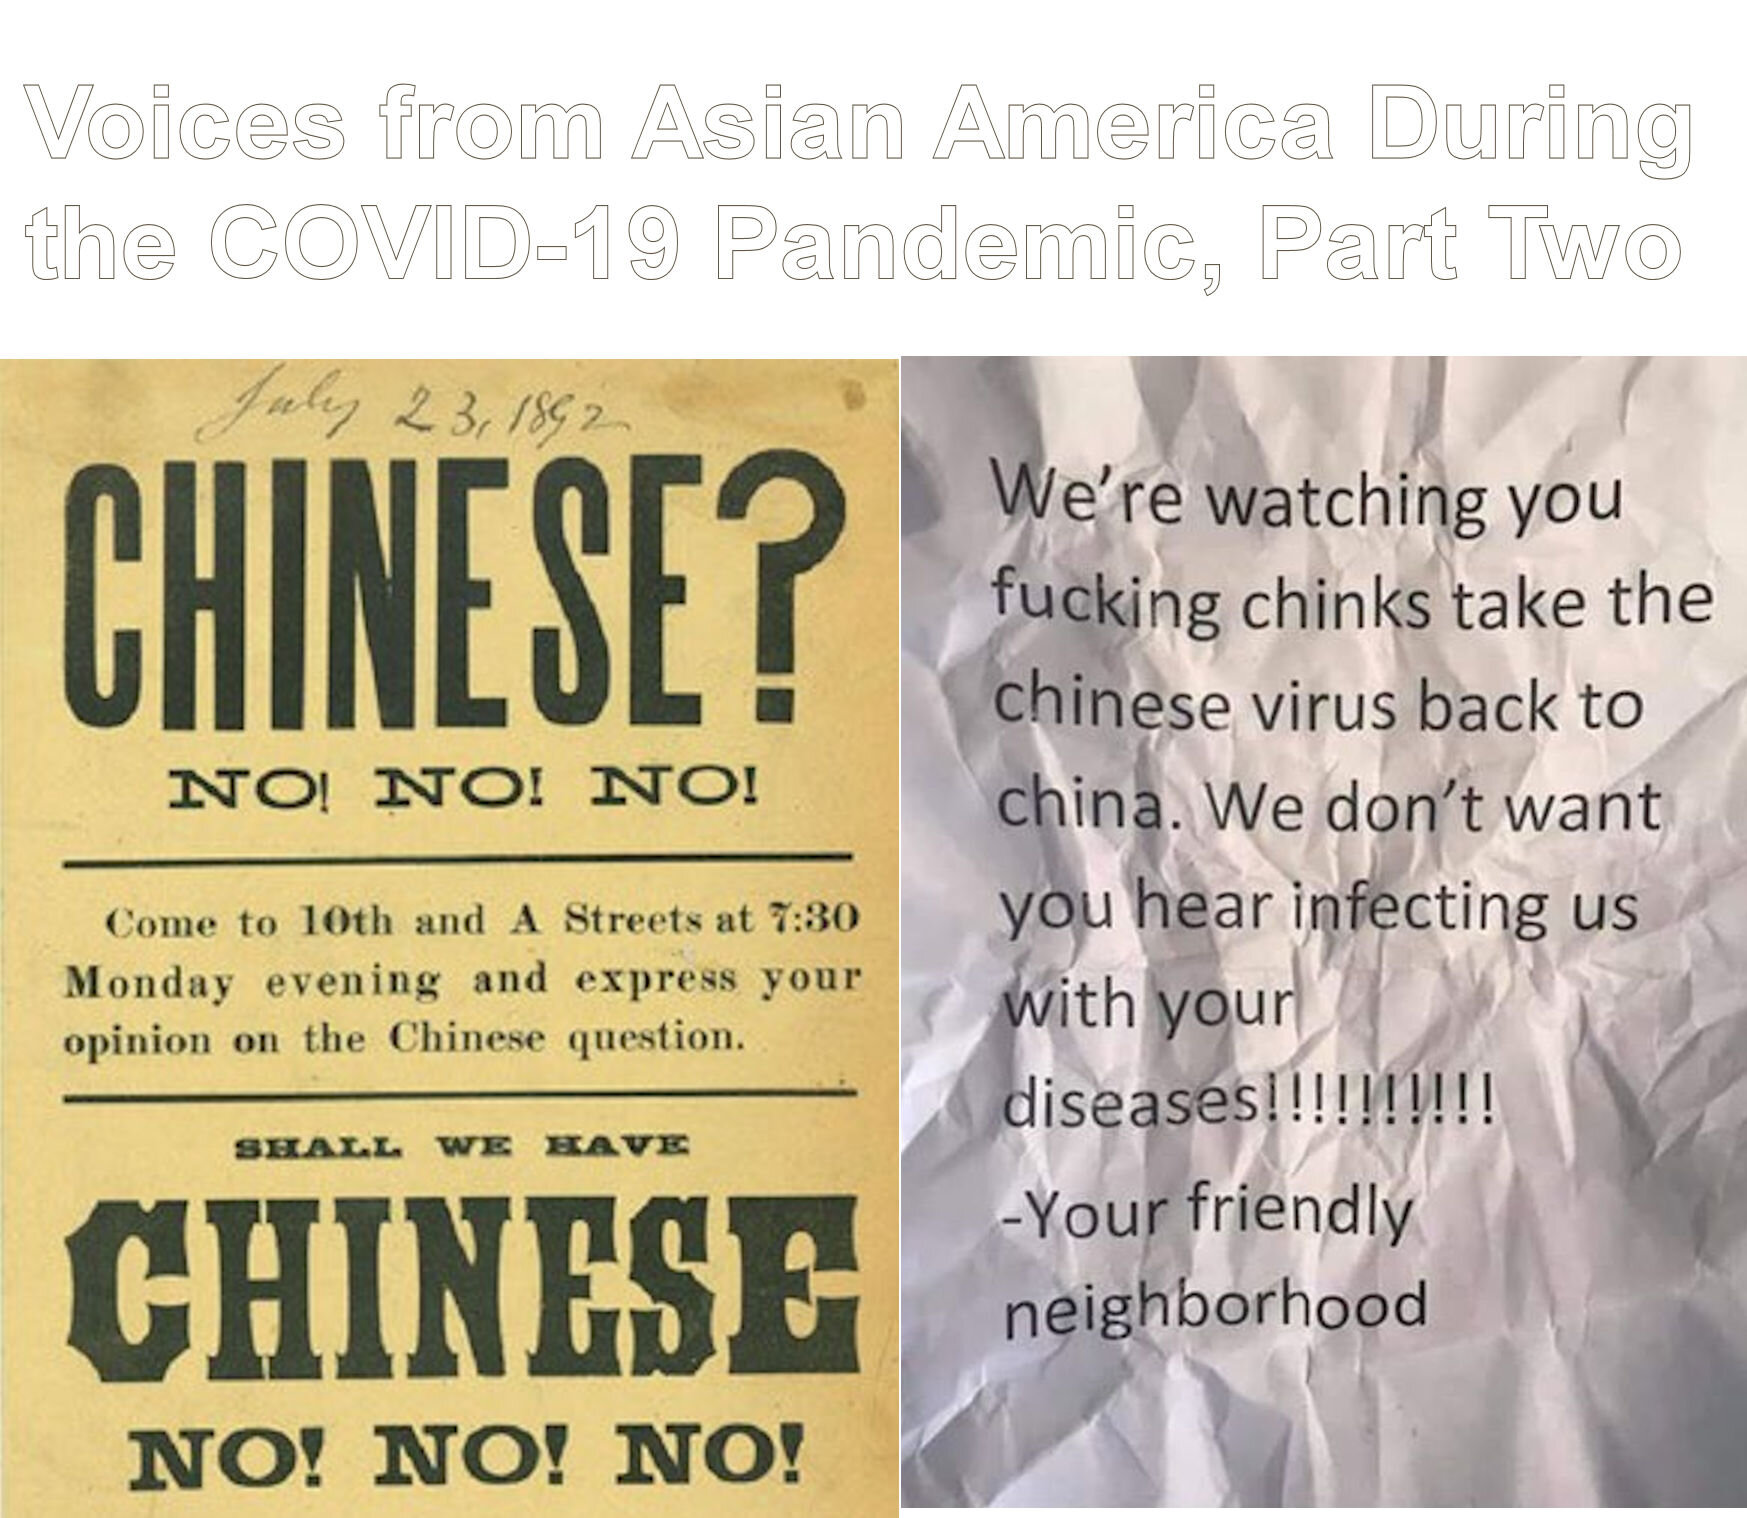 Voices from Asian America During
the COVID-19 Pandemic, Part Two
July 23, 1892
CHINESE?
NO! NO! NO!
Come to 10th and A Streets at 7:30
Monday evening and express your
opinion on the Chinese question.
SHALL WE HAVE
CHINESE
NO! NO! NO!
We're watching you
fucking chinks take the
chinese virus back to
china. We don't want
you hear infecting us
with your
diseases!!!!!!!!!!
-Your friendly
neighborhood